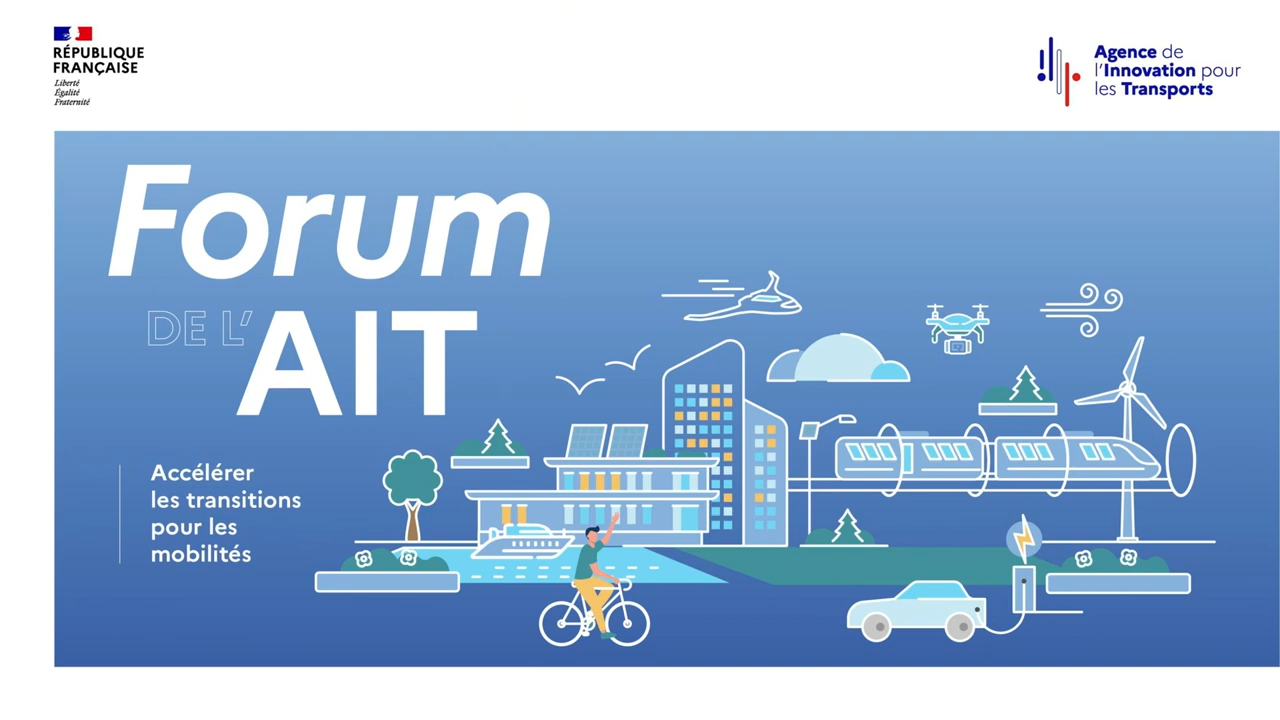 RÉPUBLIQUE
FRANÇAISE
Liberté
Égalité
Fraternité
Agence de
l'Innovation pour
les Transports
Forum
DE L'AIT
Accélérer
les transitions
pour les
mobilités